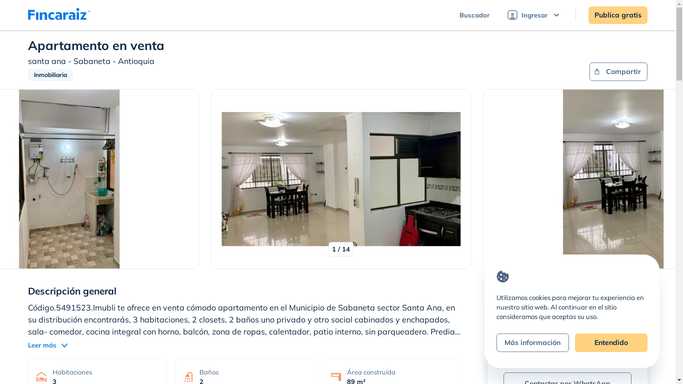 Fincaraiz
Buscador
Ingresar
Publica gratis
Apartamento en venta
santa ana - Sabaneta - Antioquia
Inmobiliaria
Compartir
1 / 14
Descripción general
Código.5491523.Imubli te ofrece en venta cómodo apartamento en el Municipio de Sabaneta sector Santa Ana, en
su distribución encontrarás, 3 habitaciones, 2 closets, 2 baños uno privado y otro social cabinados y enchapados,
sala- comedor, cocina integral con horno, balcón, zona de ropas, calentador, patio interno, sin parqueadero. Predia...
Leer más
Habitaciones
3
Baños
2
Área construida
89 m²
Utilizamos cookies para mejorar tu experiencia en
nuestro sitio web. Al continuar en el sitio
consideramos que aceptas su uso.
Más información
Entendido
Contactar por WhatsApp